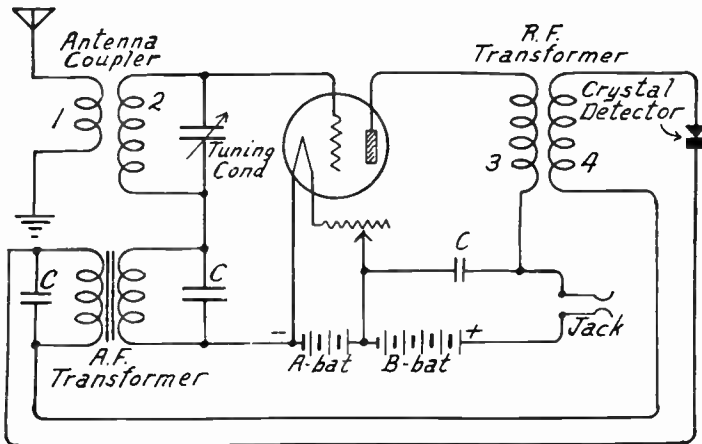 Antenna
Coupler
R.F.
Transformer
Crystal
Detector
1
2
Tuning
Cond
3
4
C
C
C
-
+
Jack
A-bat
B-bat
A.F.
Transformer